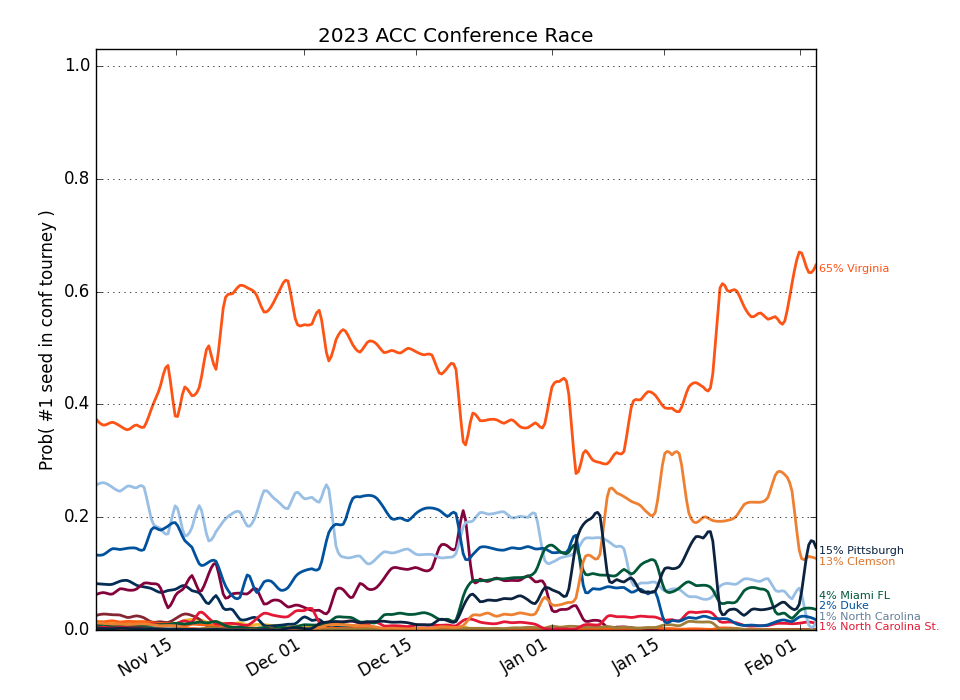 2023 ACC Conference Race
Prob( #1 seed in conf tourney )
1.0
0.8
0.6
0.4
0.2
0.0
Nov 15
Dec 01
Dec 15
Jan 01
Jan 15
Feb 01
65% Virginia
15% Pittsburgh
13% Clemson
4% Miami FL
2% Duke
1% North Carolina
1% North Carolina St.